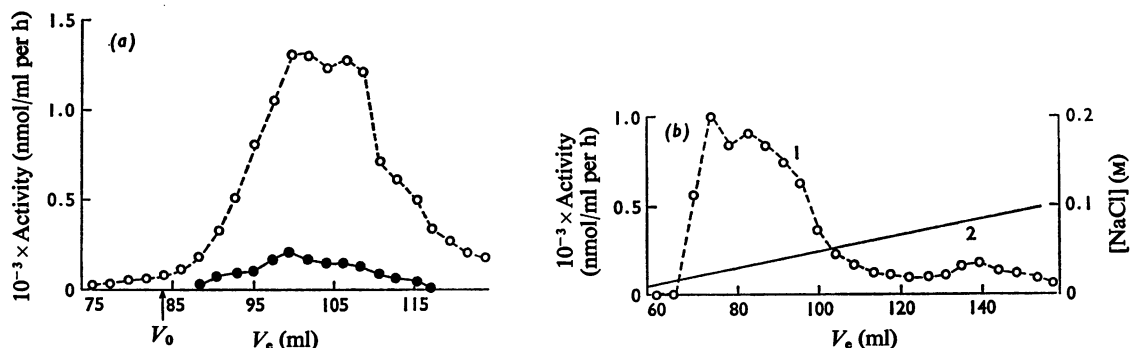 (a)
10⁻³ × Activity (nmol/ml per h)
1.5
1.0
0.5
0
75 85 95 105 115
V₀
Vₑ (ml)
(b)
10⁻³ × Activity
(nmol/ml per h)
1.0
0.5
0
1
2
60 80 100 120 140
Vₑ (ml)
0.2
0.1
0
[NaCl] (M)